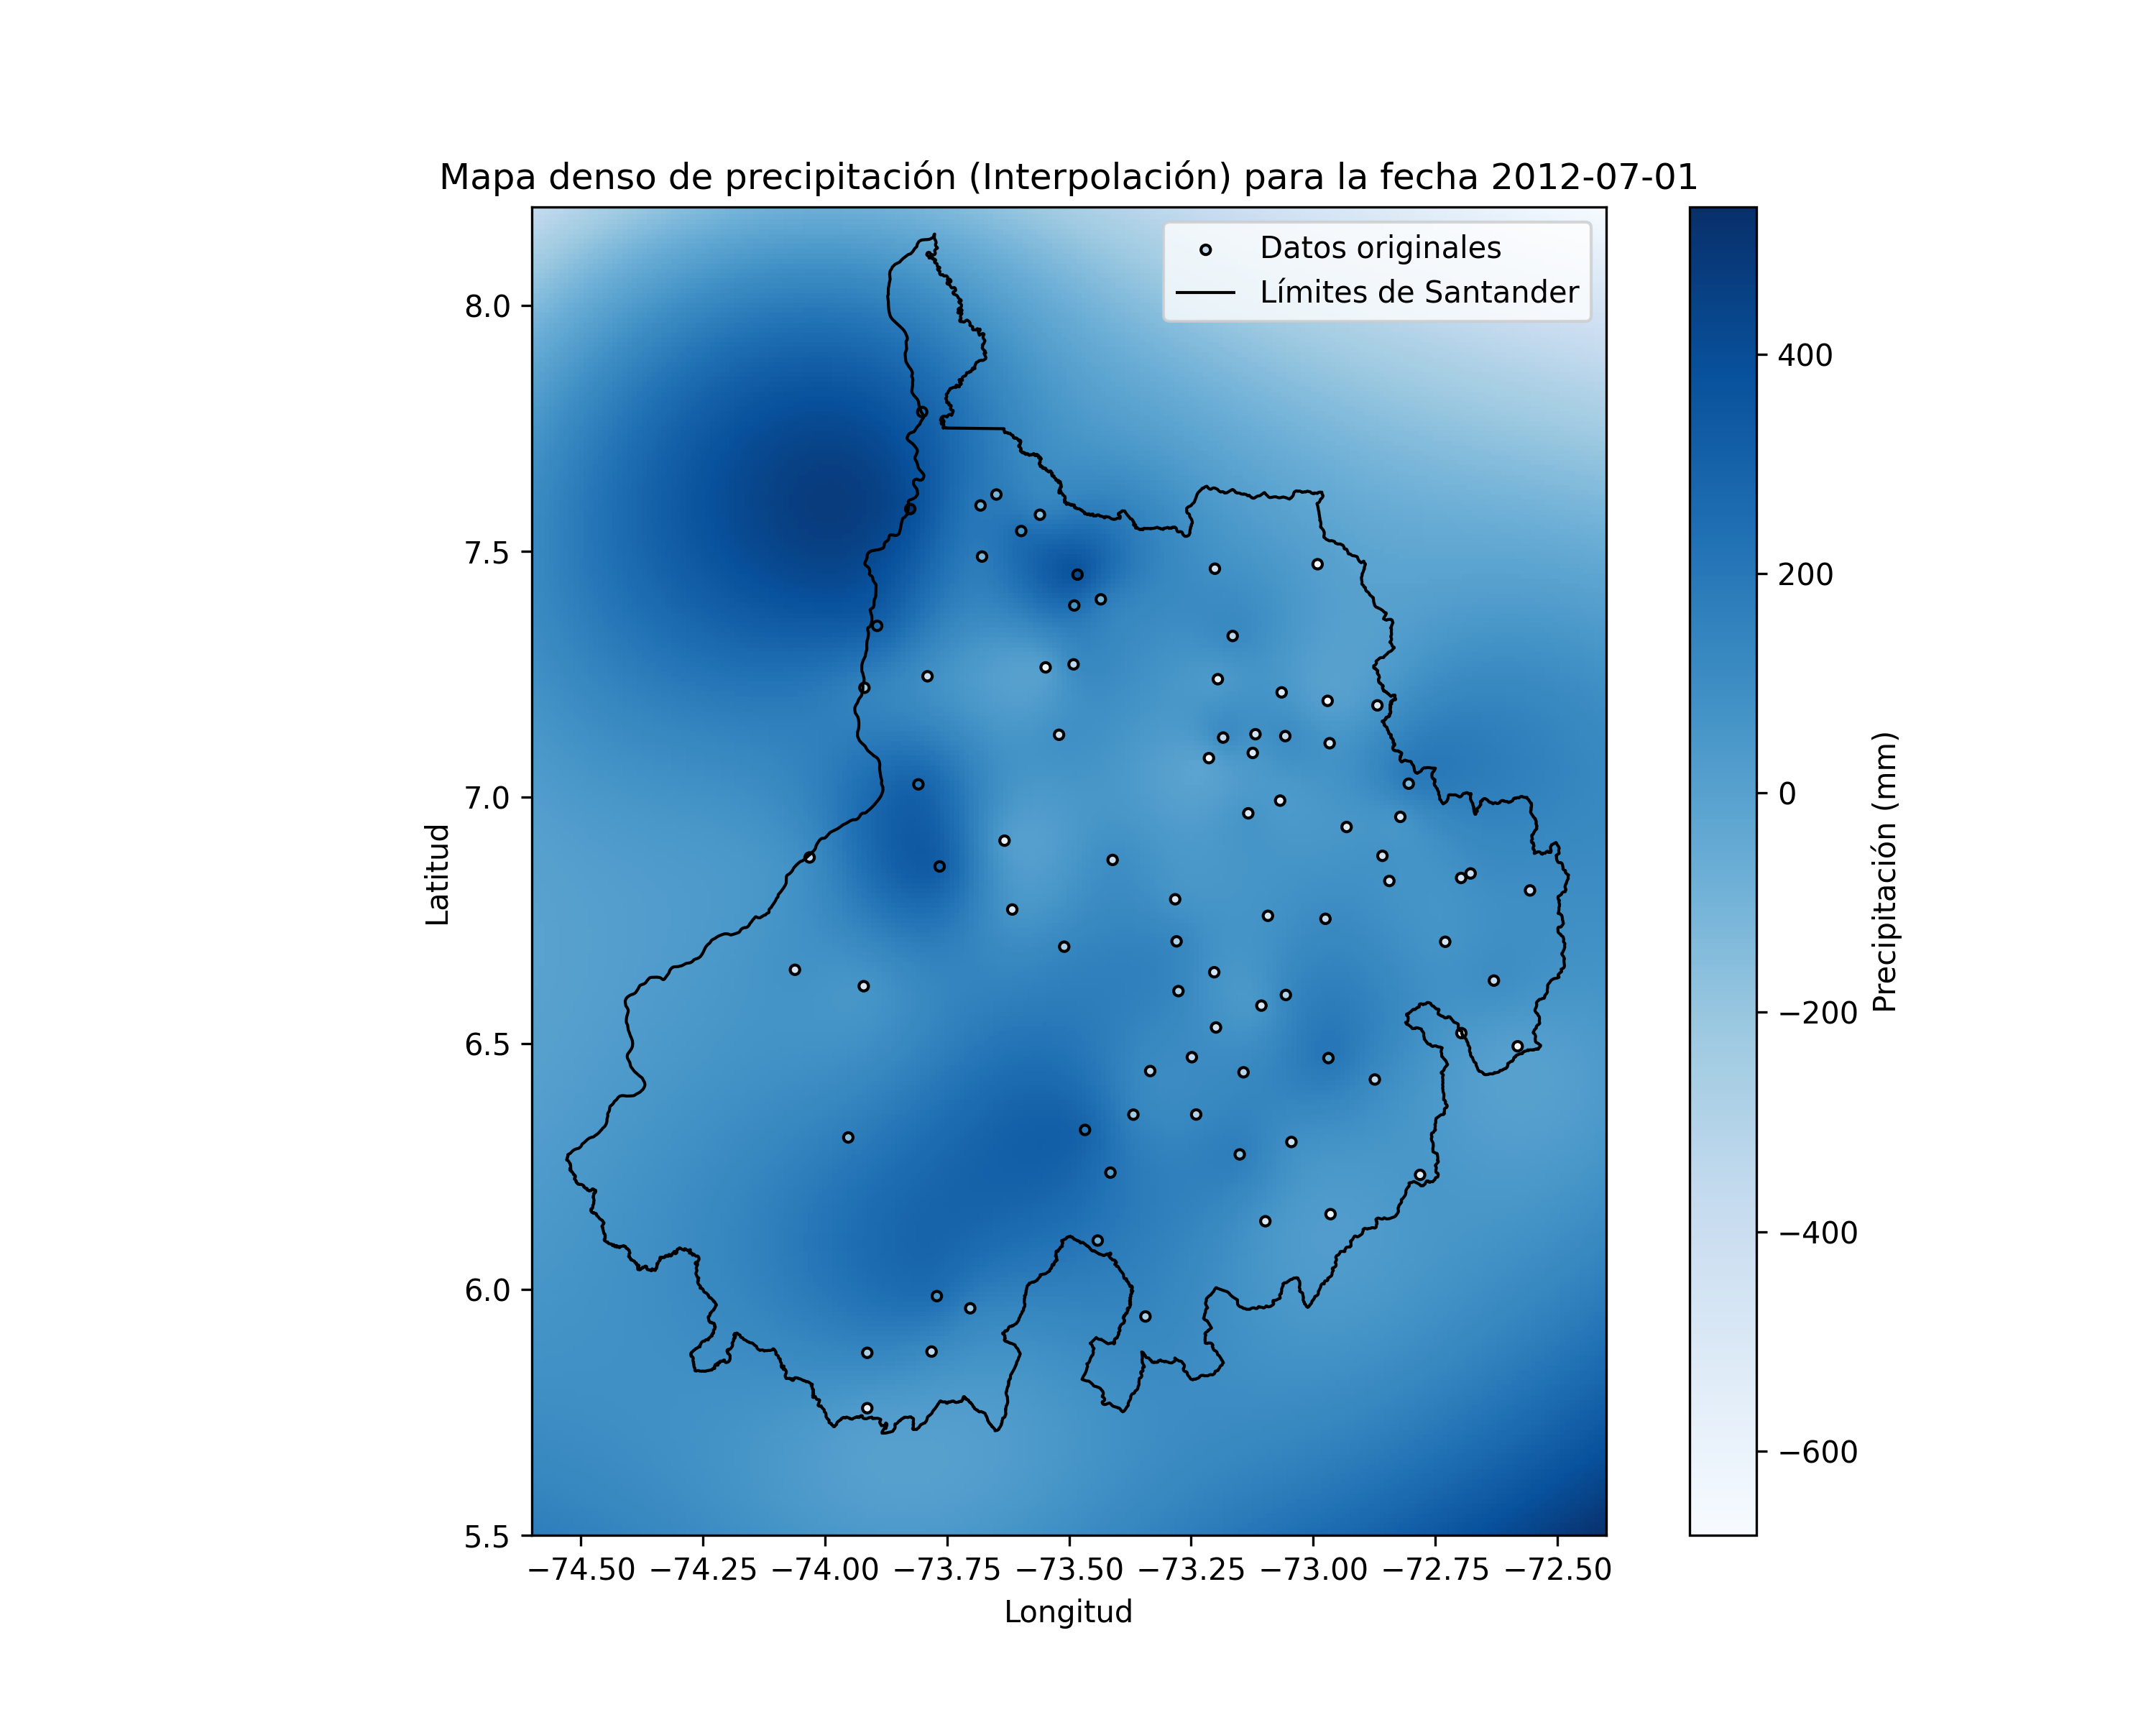 Mapa denso de precipitación (Interpolación) para la fecha 2012-07-01
Datos originales
Límites de Santander
8.0
7.5
7.0
6.5
6.0
5.5
Latitud
−74.50 −74.25 −74.00 −73.75 −73.50 −73.25 −73.00 −72.75 −72.50
Longitud
400
200
0
−200
−400
−600
Precipitación (mm)